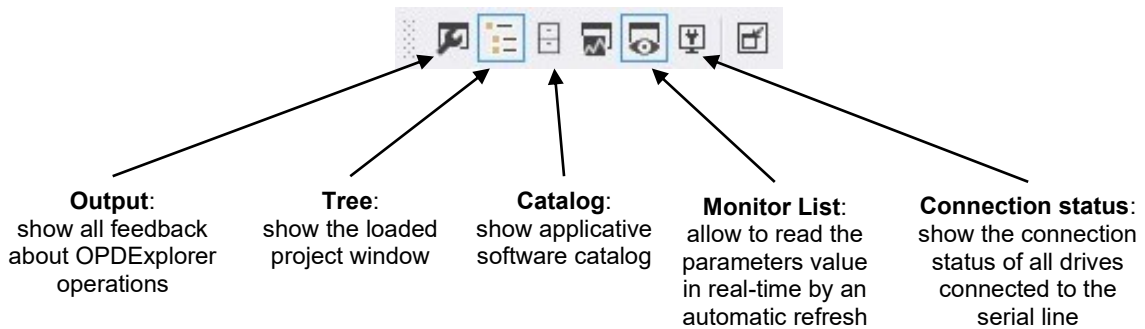 Output:
show all feedback
about OPDExplorer
operations
Tree:
show the loaded
project window
Catalog:
show applicative
software catalog
Monitor List:
allow to read the
parameters value
in real-time by an
automatic refresh
Connection status:
show the connection
status of all drives
connected to the
serial line